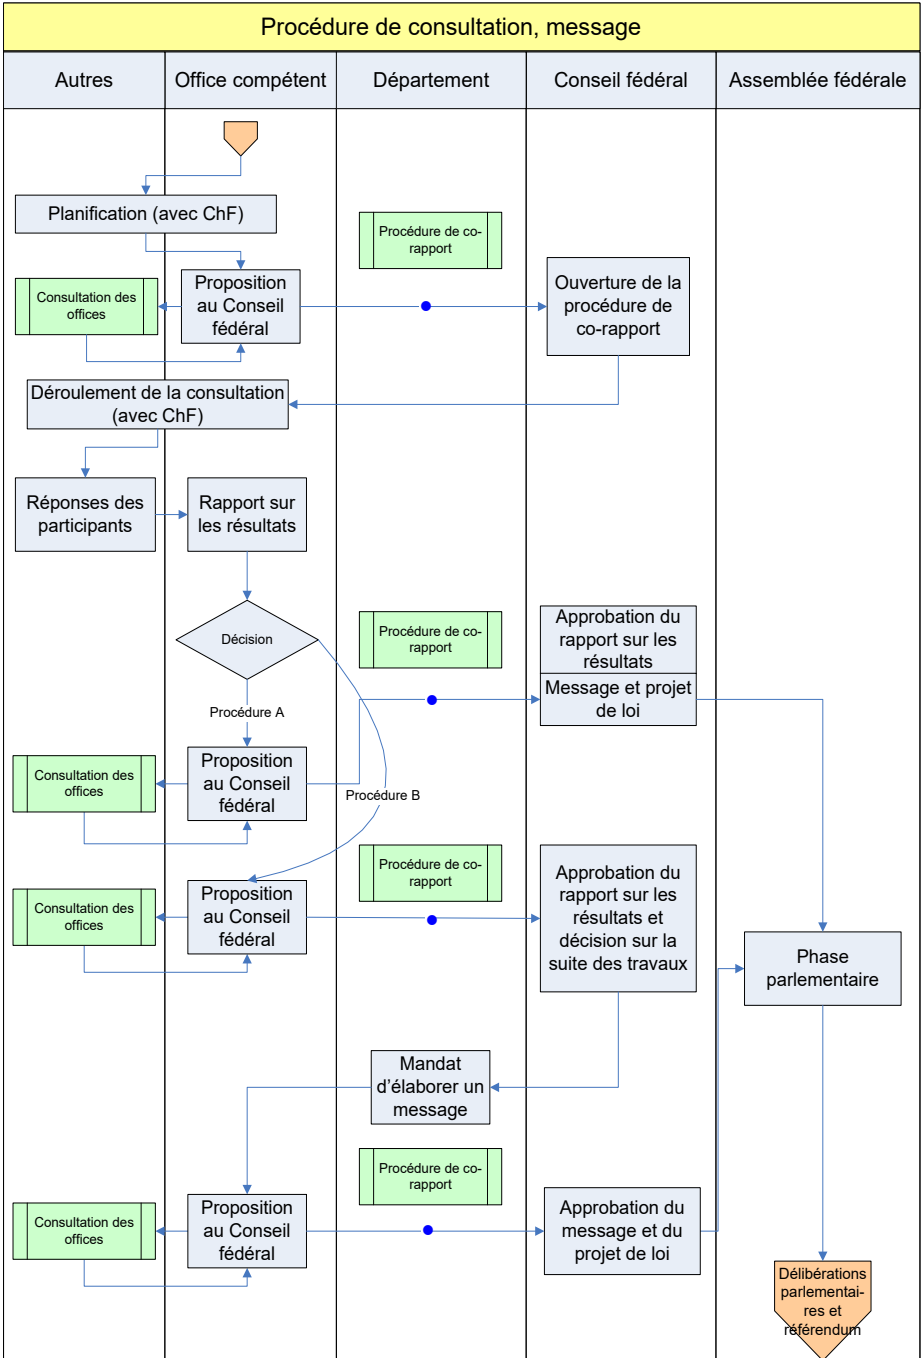 Procédure de consultation, message
Autres
Office compétent
Département
Conseil fédéral
Assemblée fédérale
Planification (avec ChF)
Procédure de co-
rapport
Consultation des
offices
Proposition
au Conseil
fédéral
Ouverture de la
procédure de
co-rapport
Déroulement de la consultation
(avec ChF)
Réponses des
participants
Rapport sur
les résultats
Décision
Procédure de co-
rapport
Approbation du
rapport sur les
résultats
Message et projet
de loi
Procédure A
Consultation des
offices
Proposition
au Conseil
fédéral
Procédure B
Procédure de co-
rapport
Consultation des
offices
Proposition
au Conseil
fédéral
Approbation du
rapport sur les
résultats et
décision sur la
suite des travaux
Phase
parlementaire
Mandat
d’élaborer un
message
Procédure de co-
rapport
Consultation des
offices
Proposition
au Conseil
fédéral
Approbation du
message et du
projet de loi
Délibérations
parlementai-
res et
référendum